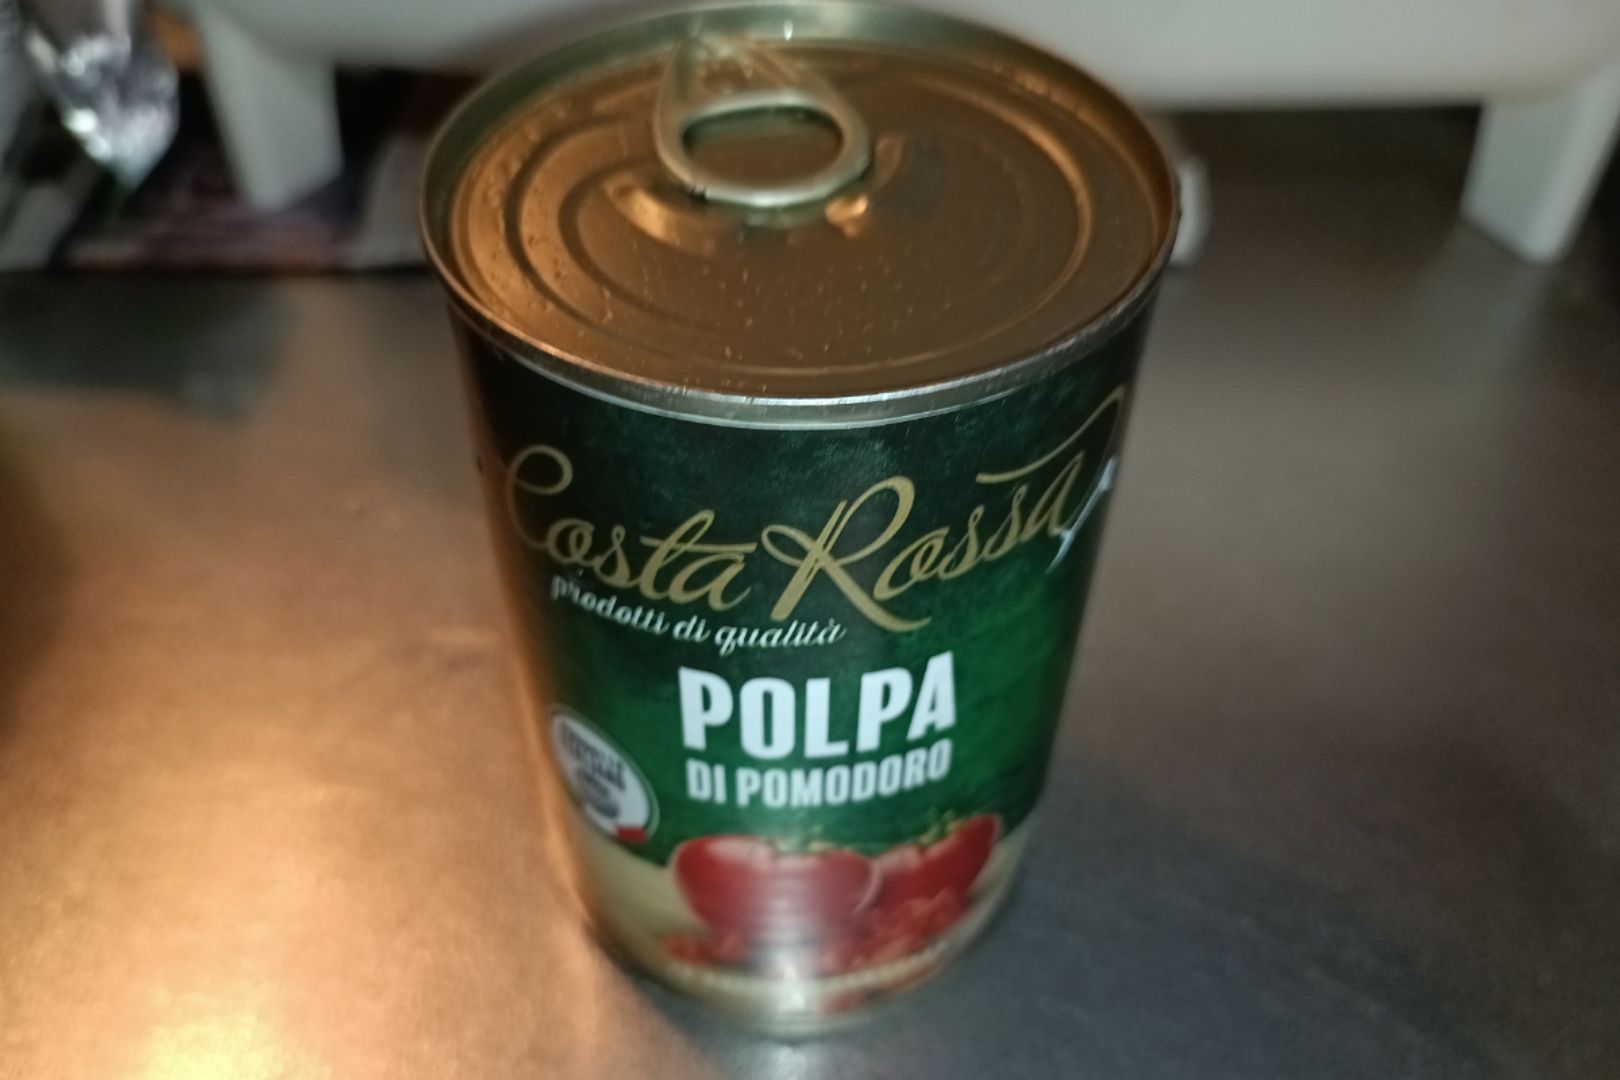 Costa Rossa
prodotti di qualità
POLPA
DI POMODORO